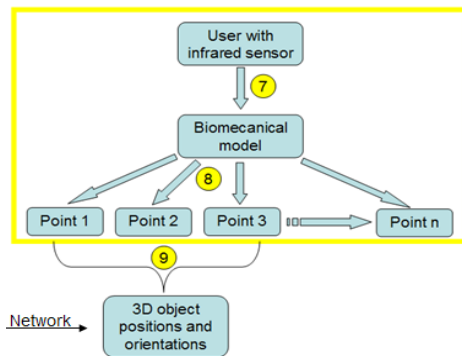 User with
infrared sensor
7
Biomecanical
model
8
Point 1
Point 2
Point 3
Point n
9
Network
3D object
positions and
orientations